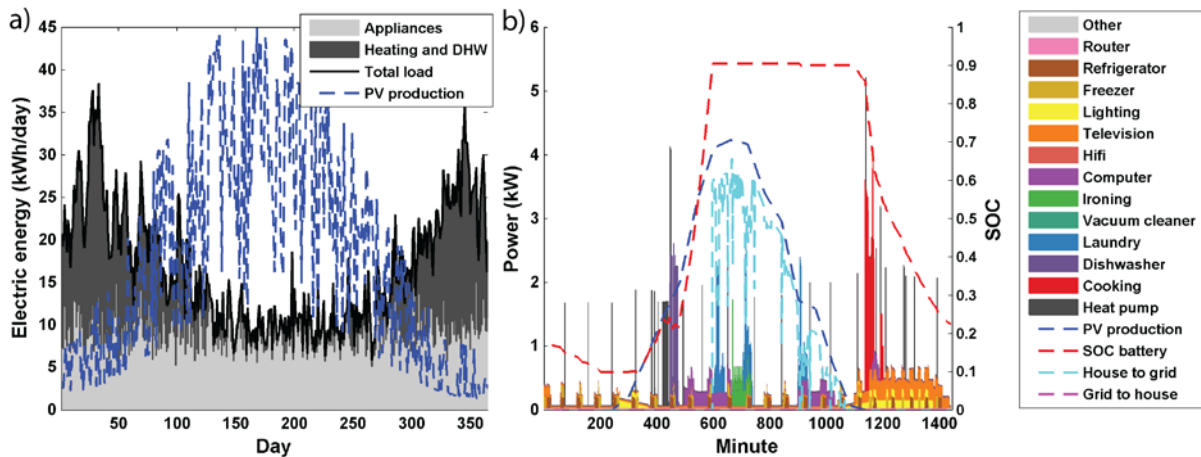 a)
45
40
35
30
25
20
15
10
5
0
Electric energy (kWh/day)
50 100 150 200 250 300 350
Day
Appliances
Heating and DHW
Total load
PV production
b)
6
5
4
3
2
1
0
Power (kW)
200 400 600 800 1000 1200 1400
Minute
1
0.9
0.8
0.7
0.6
0.5
0.4
0.3
0.2
0.1
0
SOC
Other
Router
Refrigerator
Freezer
Lighting
Television
Hifi
Computer
Ironing
Vacuum cleaner
Laundry
Dishwasher
Cooking
Heat pump
PV production
SOC battery
House to grid
Grid to house